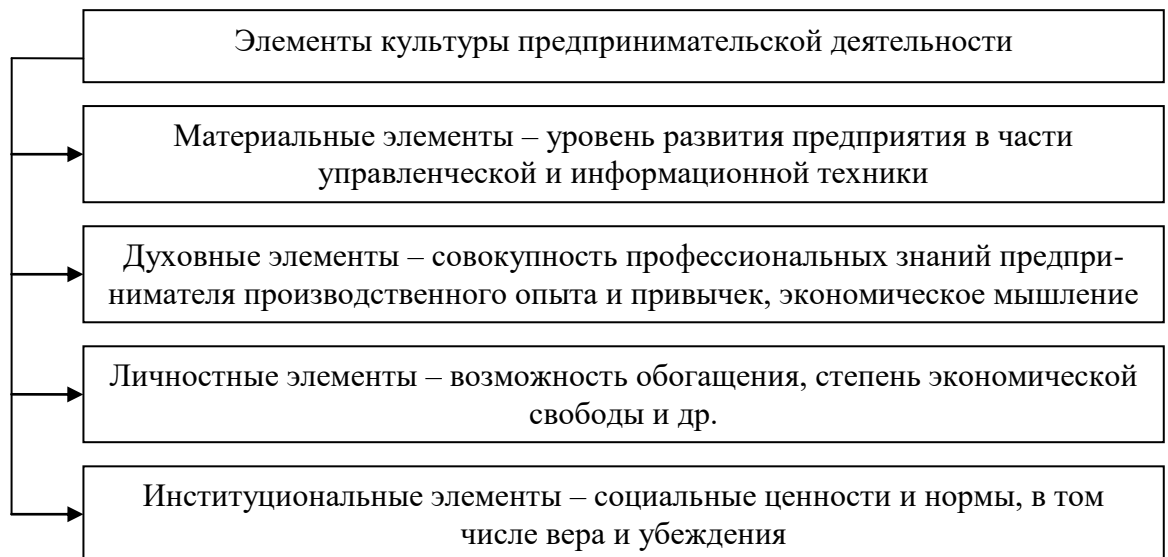 Элементы культуры предпринимательской деятельности
Материальные элементы – уровень развития предприятия в части
управленческой и информационной техники
Духовные элементы – совокупность профессиональных знаний предпри-
нимателя производственного опыта и привычек, экономическое мышление
Личностные элементы – возможность обогащения, степень экономической
свободы и др.
Институциональные элементы – социальные ценности и нормы, в том
числе вера и убеждения